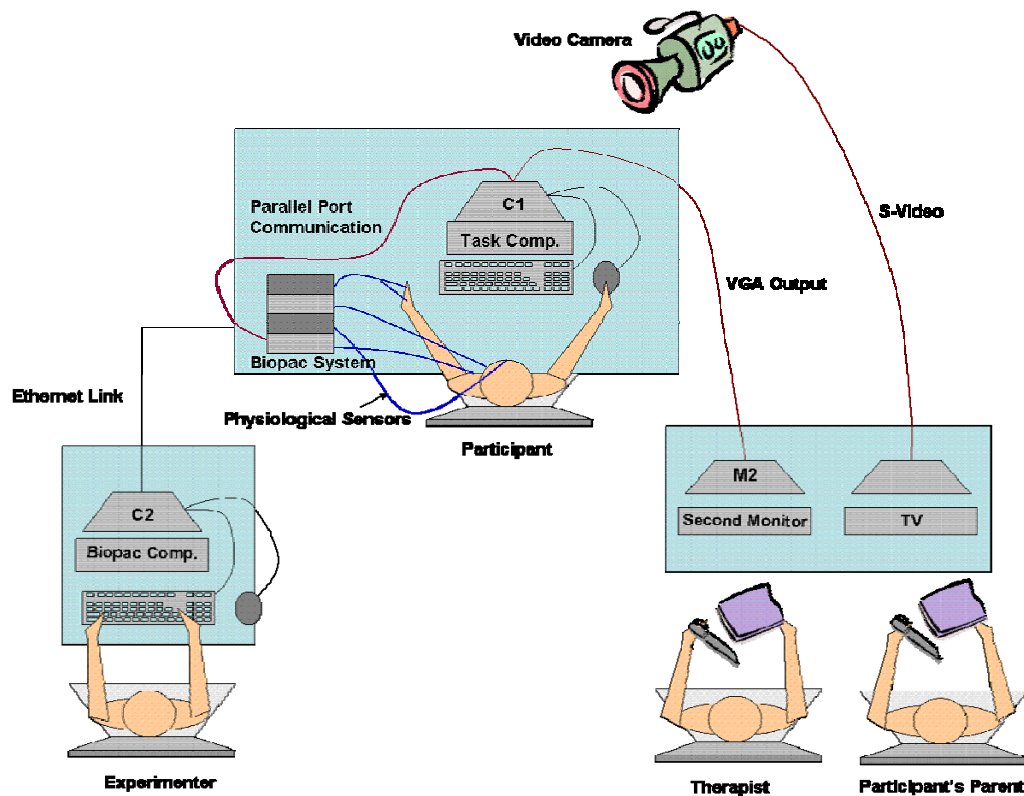 Video Camera
C1
Parallel Port
Communication
S-Video
Task Comp.
VGA Output
Biopac System
Ethernet Link
Physiological Sensors
Participant
M2
C2
Second Monitor
TV
Biopac Comp.
Experimenter
Therapist
Participant's Parent